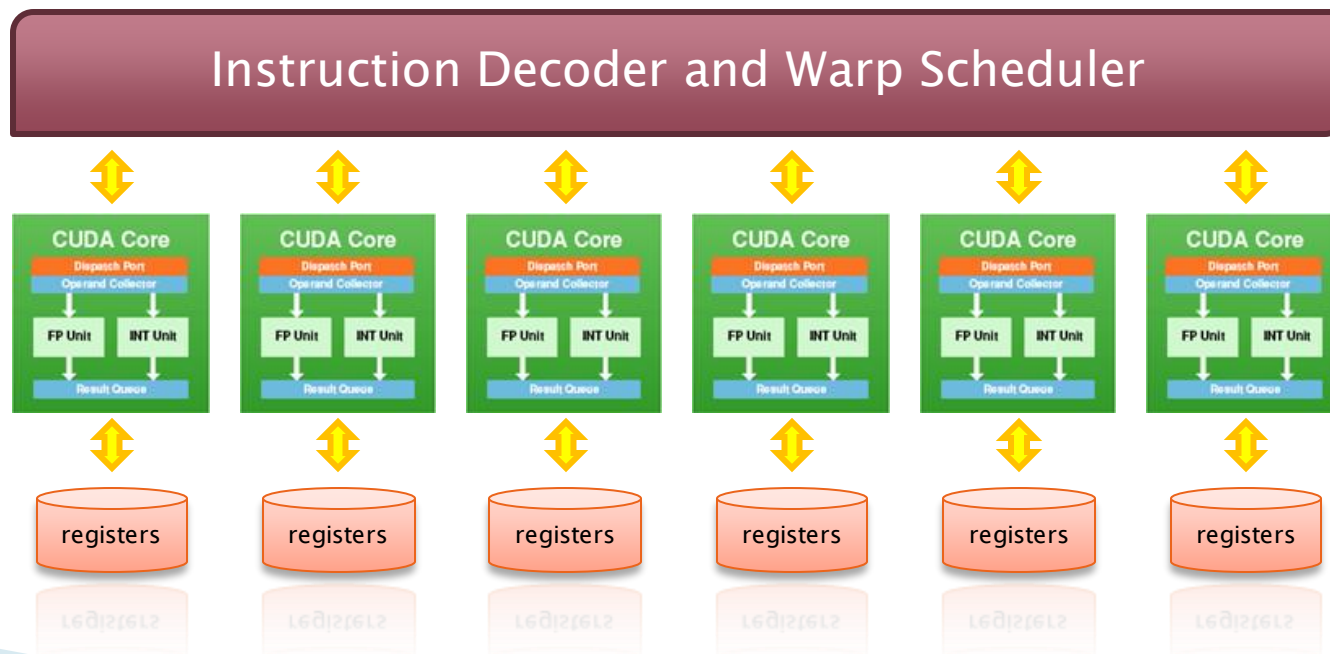 Instruction Decoder and Warp Scheduler
CUDA Core CUDA Core CUDA Core CUDA Core CUDA Core CUDA Core
Dispatch Port Dispatch Port Dispatch Port Dispatch Port Dispatch Port Dispatch Port
Operand Collector Operand Collector Operand Collector Operand Collector Operand Collector Operand Collector
FP Unit INT Unit FP Unit INT Unit FP Unit INT Unit FP Unit INT Unit FP Unit INT Unit FP Unit INT Unit
Result Queue Result Queue Result Queue Result Queue Result Queue Result Queue
registers registers registers registers registers registers